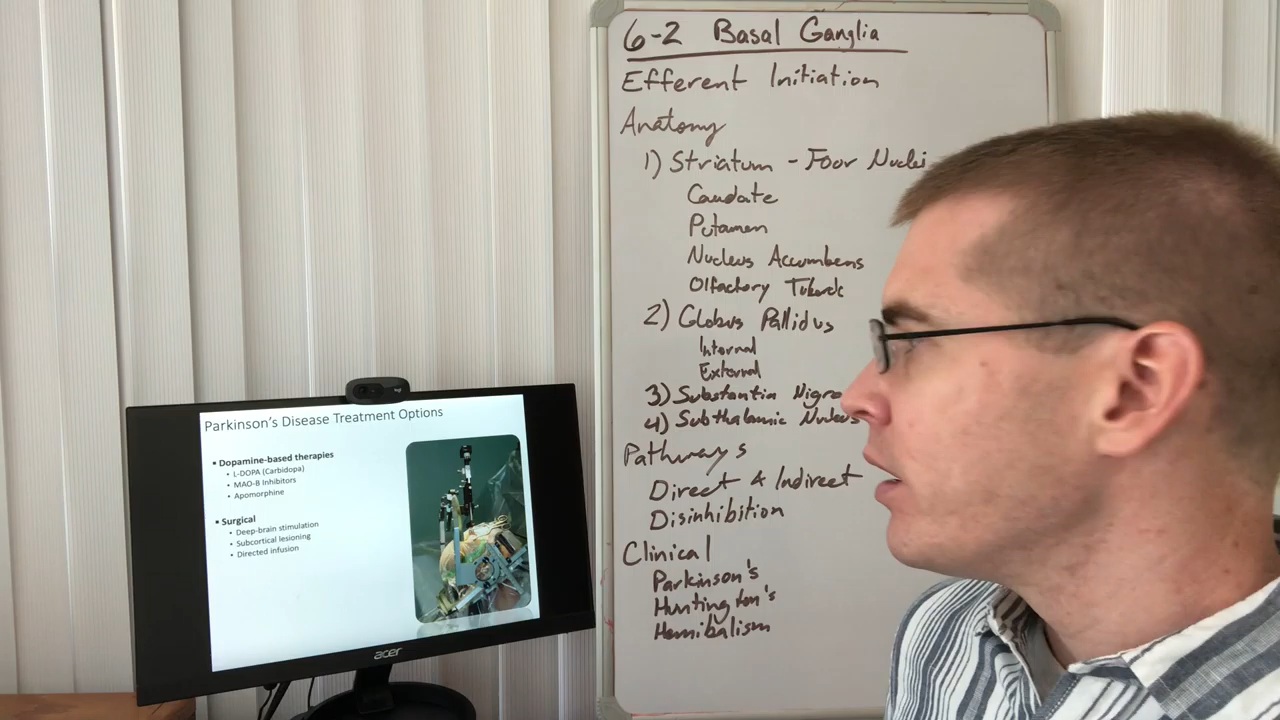 6-2 Basal Ganglia
Efferent Initiation
Anatomy
1) Striatum - Four Nuclei
Caudate
Putamen
Nucleus Accumbens
Olfactory Tubercle
2) Globus Pallidus
Internal
External
3) Substantia Nigra
4) Subthalamic Nucleus
Pathways
Direct & Indirect
Disinhibition
Clinical
Parkinson's
Huntington's
Hemibalism
Parkinson's Disease Treatment Options
▪ Dopamine-based therapies
• L-DOPA (Carbidopa)
• MAO-B Inhibitors
• Apomorphine
▪ Surgical
• Deep-brain stimulation
• Subcortical lesioning
• Directed infusion
acer